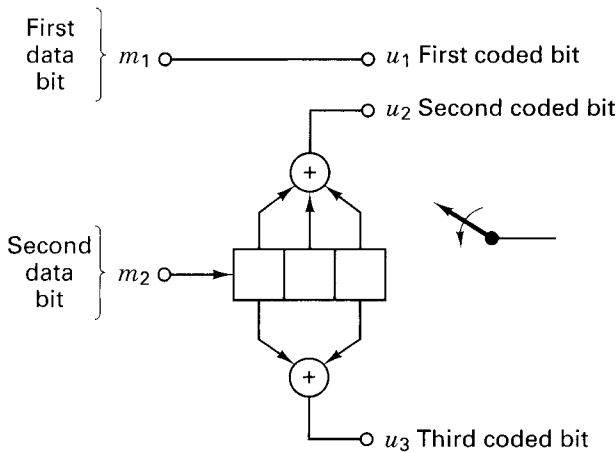 First
data
bit
m1
u1 First coded bit
u2 Second coded bit
+
Second
data
bit
m2
+
u3 Third coded bit